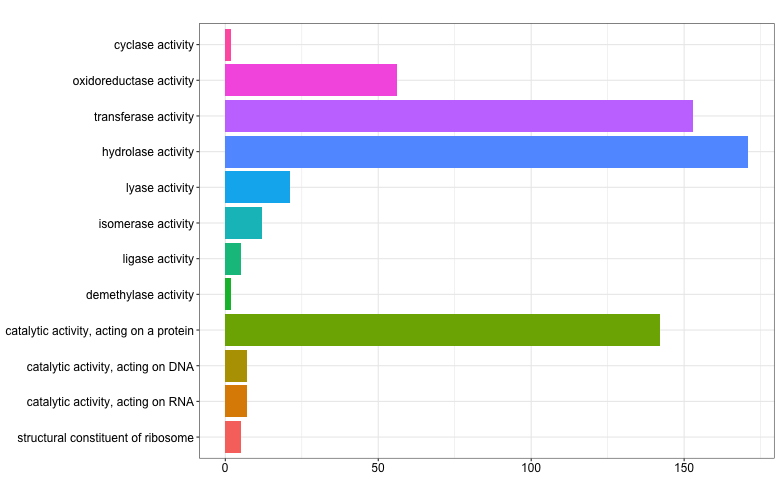 cyclase activity
oxidoreductase activity
transferase activity
hydrolase activity
lyase activity
isomerase activity
ligase activity
demethylase activity
catalytic activity, acting on a protein
catalytic activity, acting on DNA
catalytic activity, acting on RNA
structural constituent of ribosome
0 50 100 150